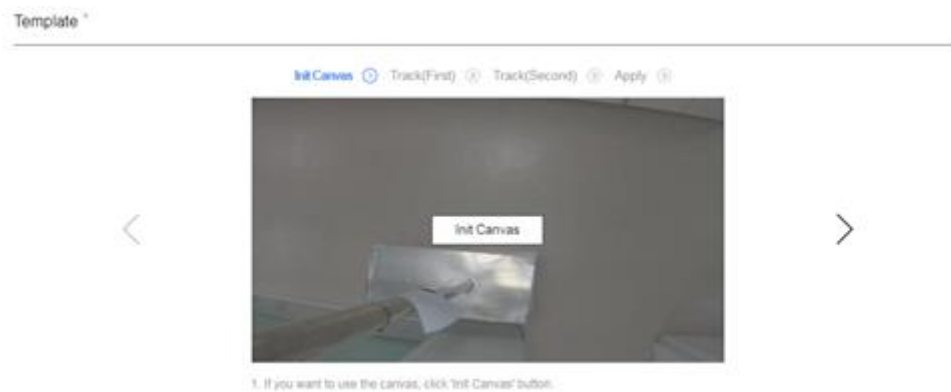 Template *
Init Canvas 1 Track(First) 2 Track(Second) 3 Apply
Init Canvas
1. If you want to use the canvas, click 'Init Canvas' button.